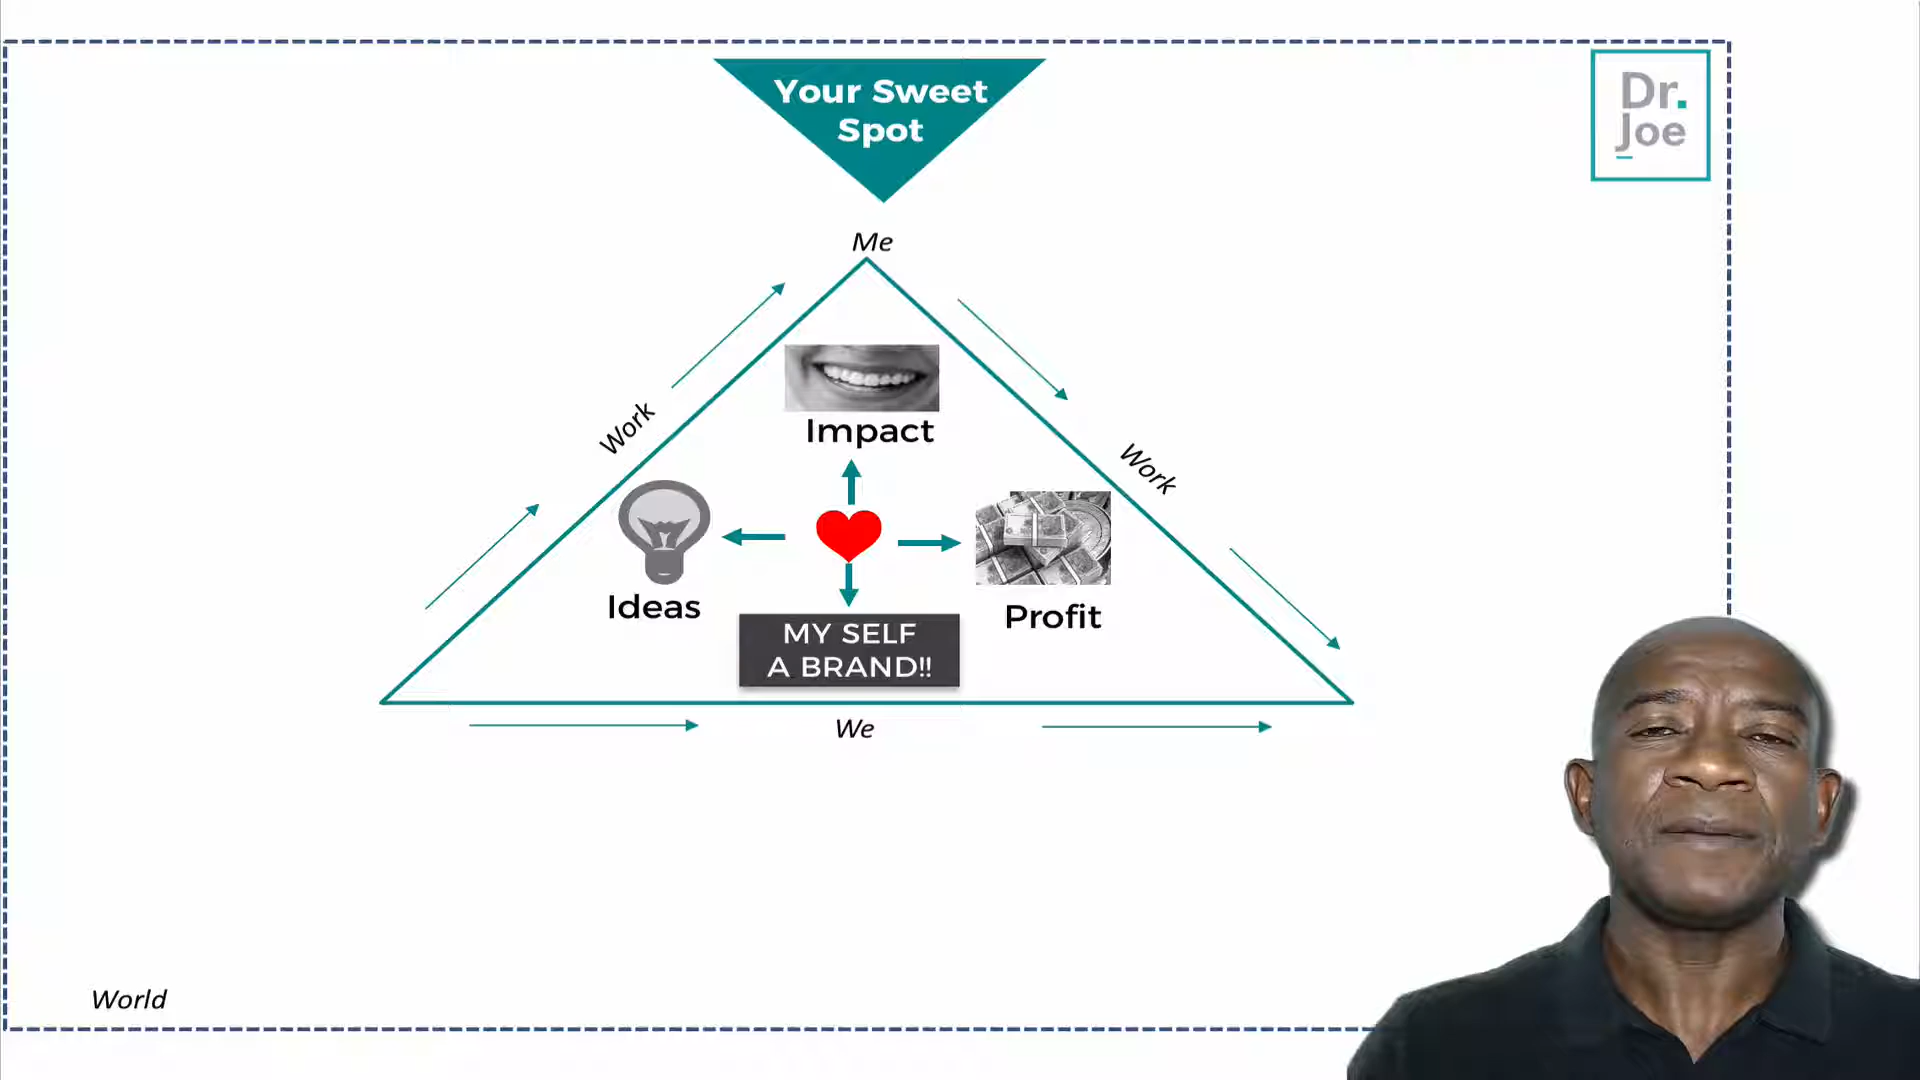 Your Sweet
Spot
Dr.
Joe
Me
Work
Work
Impact
Ideas
Profit
MY SELF
A BRAND!!
We
World